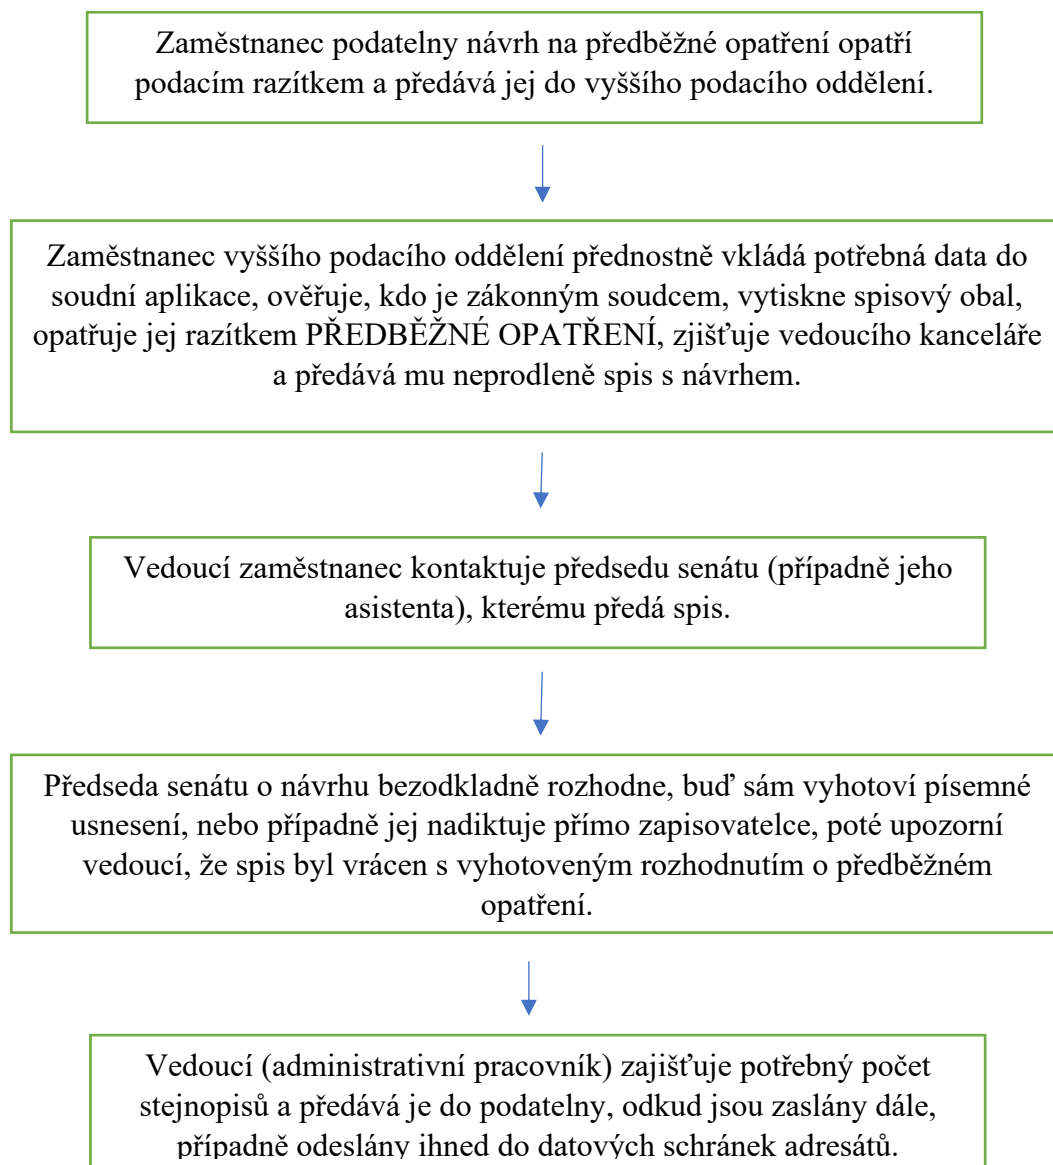 Zaměstnanec podatelny návrh na předběžné opatření opatří
podacím razítkem a předává jej do vyššího podacího oddělení.
Zaměstnanec vyššího podacího oddělení přednostně vkládá potřebná data do
soudní aplikace, ověřuje, kdo je zákonným soudcem, vytiskne spisový obal,
opatřuje jej razítkem PŘEDBĚŽNÉ OPATŘENÍ, zjišťuje vedoucího kanceláře
a předává mu neprodleně spis s návrhem.
Vedoucí zaměstnanec kontaktuje předsedu senátu (případně jeho
asistenta), kterému předá spis.
Předseda senátu o návrhu bezodkladně rozhodne, buď sám vyhotoví písemné
usnesení, nebo případně jej nadiktuje přímo zapisovatelce, poté upozorní
vedoucí, že spis byl vrácen s vyhotoveným rozhodnutím o předběžném
opatření.
Vedoucí (administrativní pracovník) zajišťuje potřebný počet
stejnopisů a předává je do podatelny, odkud jsou zaslány dále,
případně odeslány ihned do datových schránek adresátů.